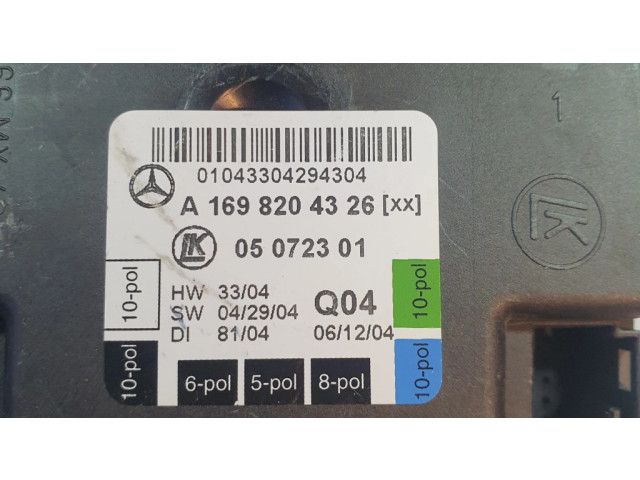 01043304294304
A 169 820 43 26 [xx]
LK 05 0723 01
HW 33/04
SW 04/29/04
DI 81/04
Q04
06/12/04
10-pol
10-pol
10-pol
10-pol
6-pol
5-pol
8-pol
1
LK